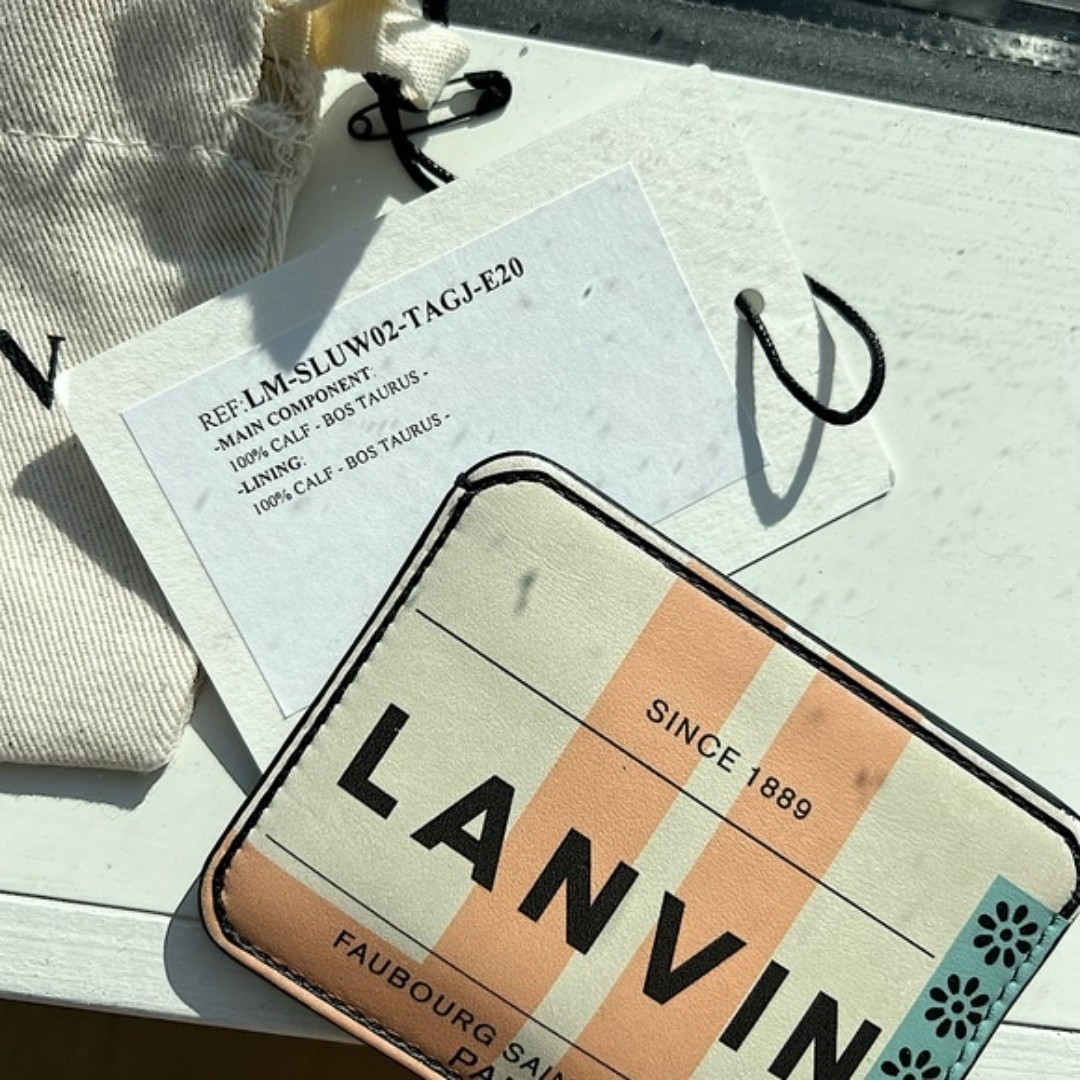 REF:LM-SLUW02-TAGJ-E20
-MAIN COMPONENT:
100% CALF - BOS TAURUS -
-LINING:
100% CALF - BOS TAURUS -
SINCE 1889
LANVIN
FAUBOURG